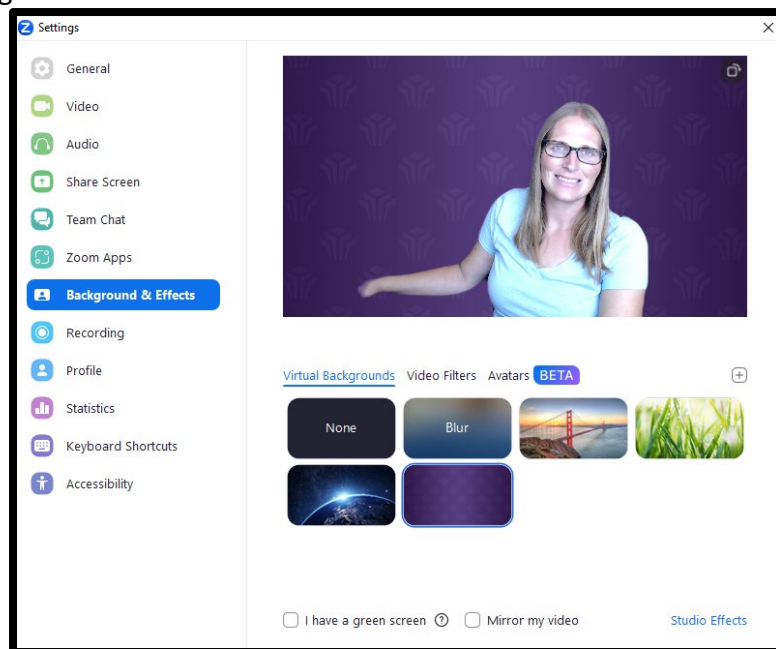 Settings
General
Video
Audio
Share Screen
Team Chat
Zoom Apps
Background & Effects
Recording
Profile
Statistics
Keyboard Shortcuts
Accessibility
Virtual Backgrounds Video Filters Avatars BETA
None Blur
I have a green screen Mirror my video Studio Effects